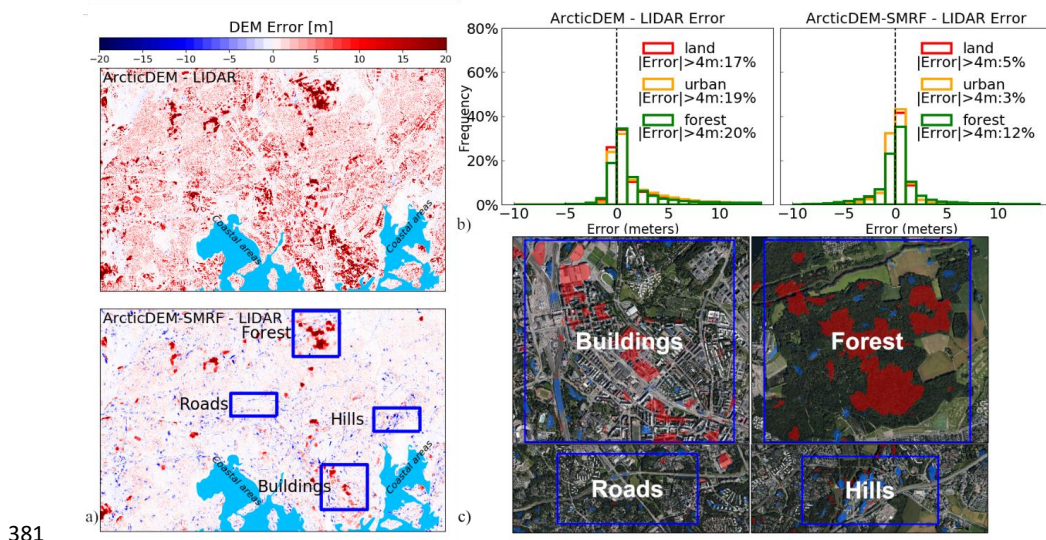 DEM Error [m]
−20 −15 −10 −5 0 5 10 15 20
ArcticDEM - LIDAR
Coastal areas
Coastal areas
ArcticDEM-SMRF - LIDAR
Forest
Roads
Hills
Buildings
Coastal areas
Coastal areas
a)
ArcticDEM - LIDAR Error
80%
60%
40%
20%
0%
Frequency
land
|Error|>4m:17%
urban
|Error|>4m:19%
forest
|Error|>4m:20%
−10 −5 0 5 10
Error (meters)
ArcticDEM-SMRF - LIDAR Error
land
|Error|>4m:5%
urban
|Error|>4m:3%
forest
|Error|>4m:12%
−10 −5 0 5 10
Error (meters)
b)
Buildings
Forest
Roads
Hills
c)
381